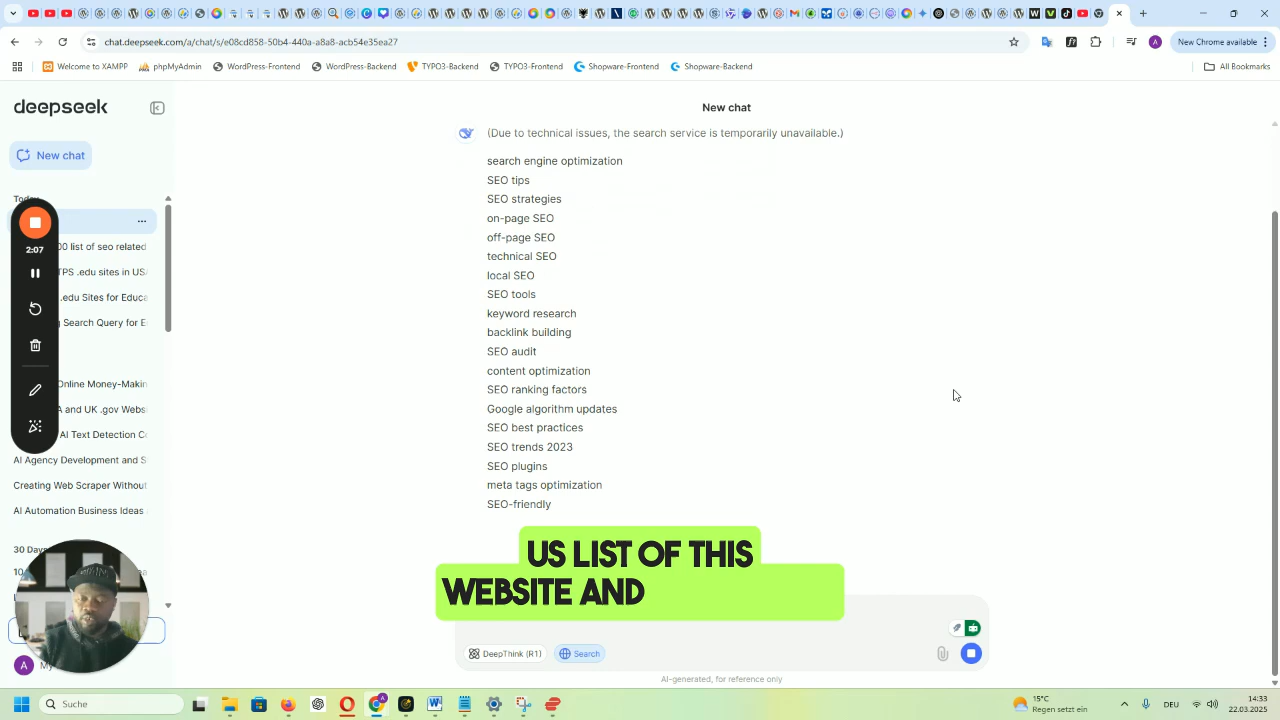 chat.deepseek.com/a/chat/s/e08cd858-50b4-440a-a8a8-acb54e35ea27
New Chrome available
Welcome to XAMPP
phpMyAdmin
WordPress-Frontend
WordPress-Backend
TYPO3-Backend
TYPO3-Frontend
Shopware-Frontend
Shopware-Backend
All Bookmarks
deepseek
New chat
Today
2:07
00 list of seo related
TPS .edu sites in USA
.edu Sites for Educa
) Search Query for E
Online Money-Makin
A and UK .gov Webs
AI Text Detection Co
AI Agency Development and S
Creating Web Scraper Without
AI Automation Business Ideas
30 Days
10
A
My
New chat
(Due to technical issues, the search service is temporarily unavailable.)
search engine optimization
SEO tips
SEO strategies
on-page SEO
off-page SEO
technical SEO
local SEO
SEO tools
keyword research
backlink building
SEO audit
content optimization
SEO ranking factors
Google algorithm updates
SEO best practices
SEO trends 2023
SEO plugins
meta tags optimization
SEO-friendly
US LIST OF THIS
WEBSITE AND
DeepThink (R1)
Search
AI-generated, for reference only
Suche
15°C
Regen setzt ein
14:33
22.03.2025